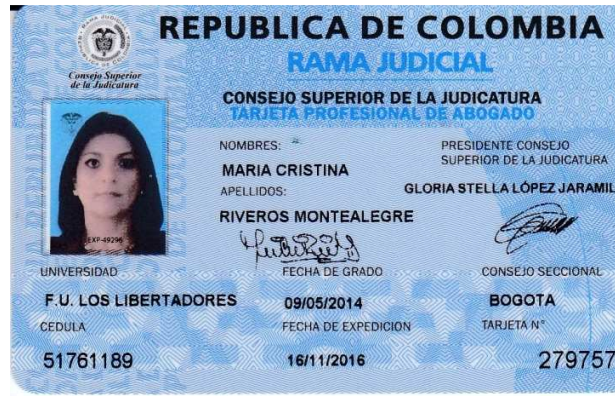 REPUBLICA DE COLOMBIA
RAMA JUDICIAL
Consejo Superior
de la Judicatura
CONSEJO SUPERIOR DE LA JUDICATURA
TARJETA PROFESIONAL DE ABOGADO
NOMBRES:
MARIA CRISTINA
APELLIDOS:
RIVEROS MONTEALEGRE
PRESIDENTE CONSEJO
SUPERIOR DE LA JUDICATURA
GLORIA STELLA LÓPEZ JARAMIL
EXP-49296
UNIVERSIDAD
F.U. LOS LIBERTADORES
FECHA DE GRADO
09/05/2014
CONSEJO SECCIONAL
BOGOTA
CEDULA
51761189
FECHA DE EXPEDICION
16/11/2016
TARJETA N°
279757